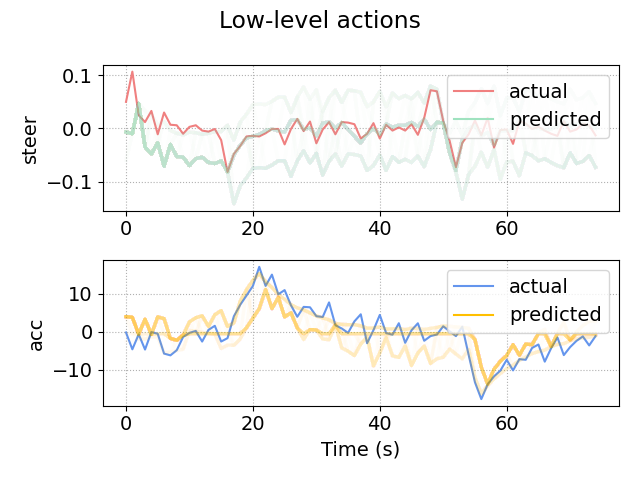 Low-level actions
0.1
0.0
−0.1
steer
actual
predicted
0 20 40 60
10
0
−10
acc
actual
predicted
0 20 40 60
Time (s)